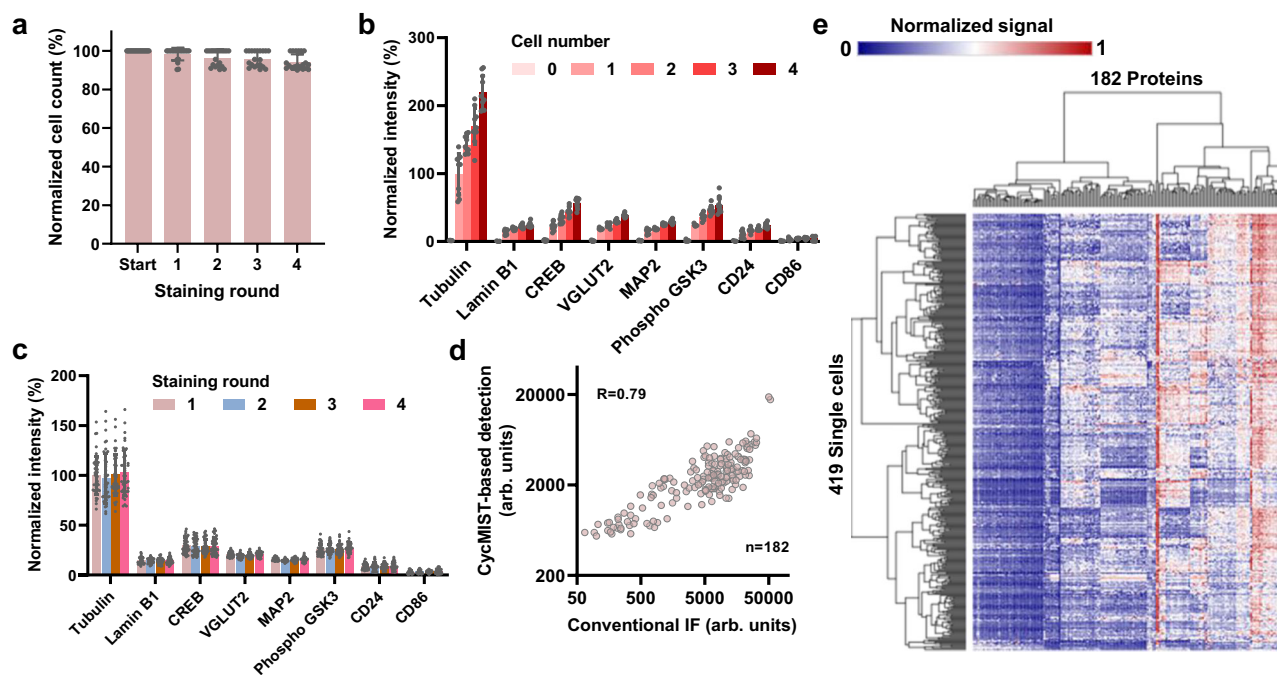 a
Normalized cell count (%)
100
80
60
40
20
0
Start 1 2 3 4
Staining round
b
Normalized intensity (%)
300
200
100
0
Cell number
0 1 2 3 4
Tubulin
Lamin B1
CREB
VGLUT2
MAP2
Phospho GSK3
CD24
CD86
c
Normalized intensity (%)
200
150
100
50
0
Staining round
1 2 3 4
Tubulin
Lamin B1
CREB
VGLUT2
MAP2
Phospho GSK3
CD24
CD86
d
CycMIST-based detection
(arb. units)
20000
2000
200
R=0.79
n=182
50 500 5000 50000
Conventional IF (arb. units)
e
Normalized signal
0 1
182 Proteins
419 Single cells